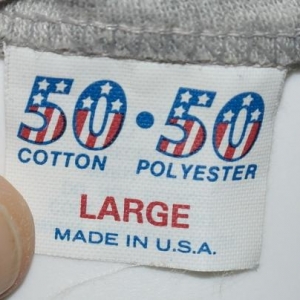 50•50
COTTON POLYESTER
LARGE
MADE IN U.S.A.